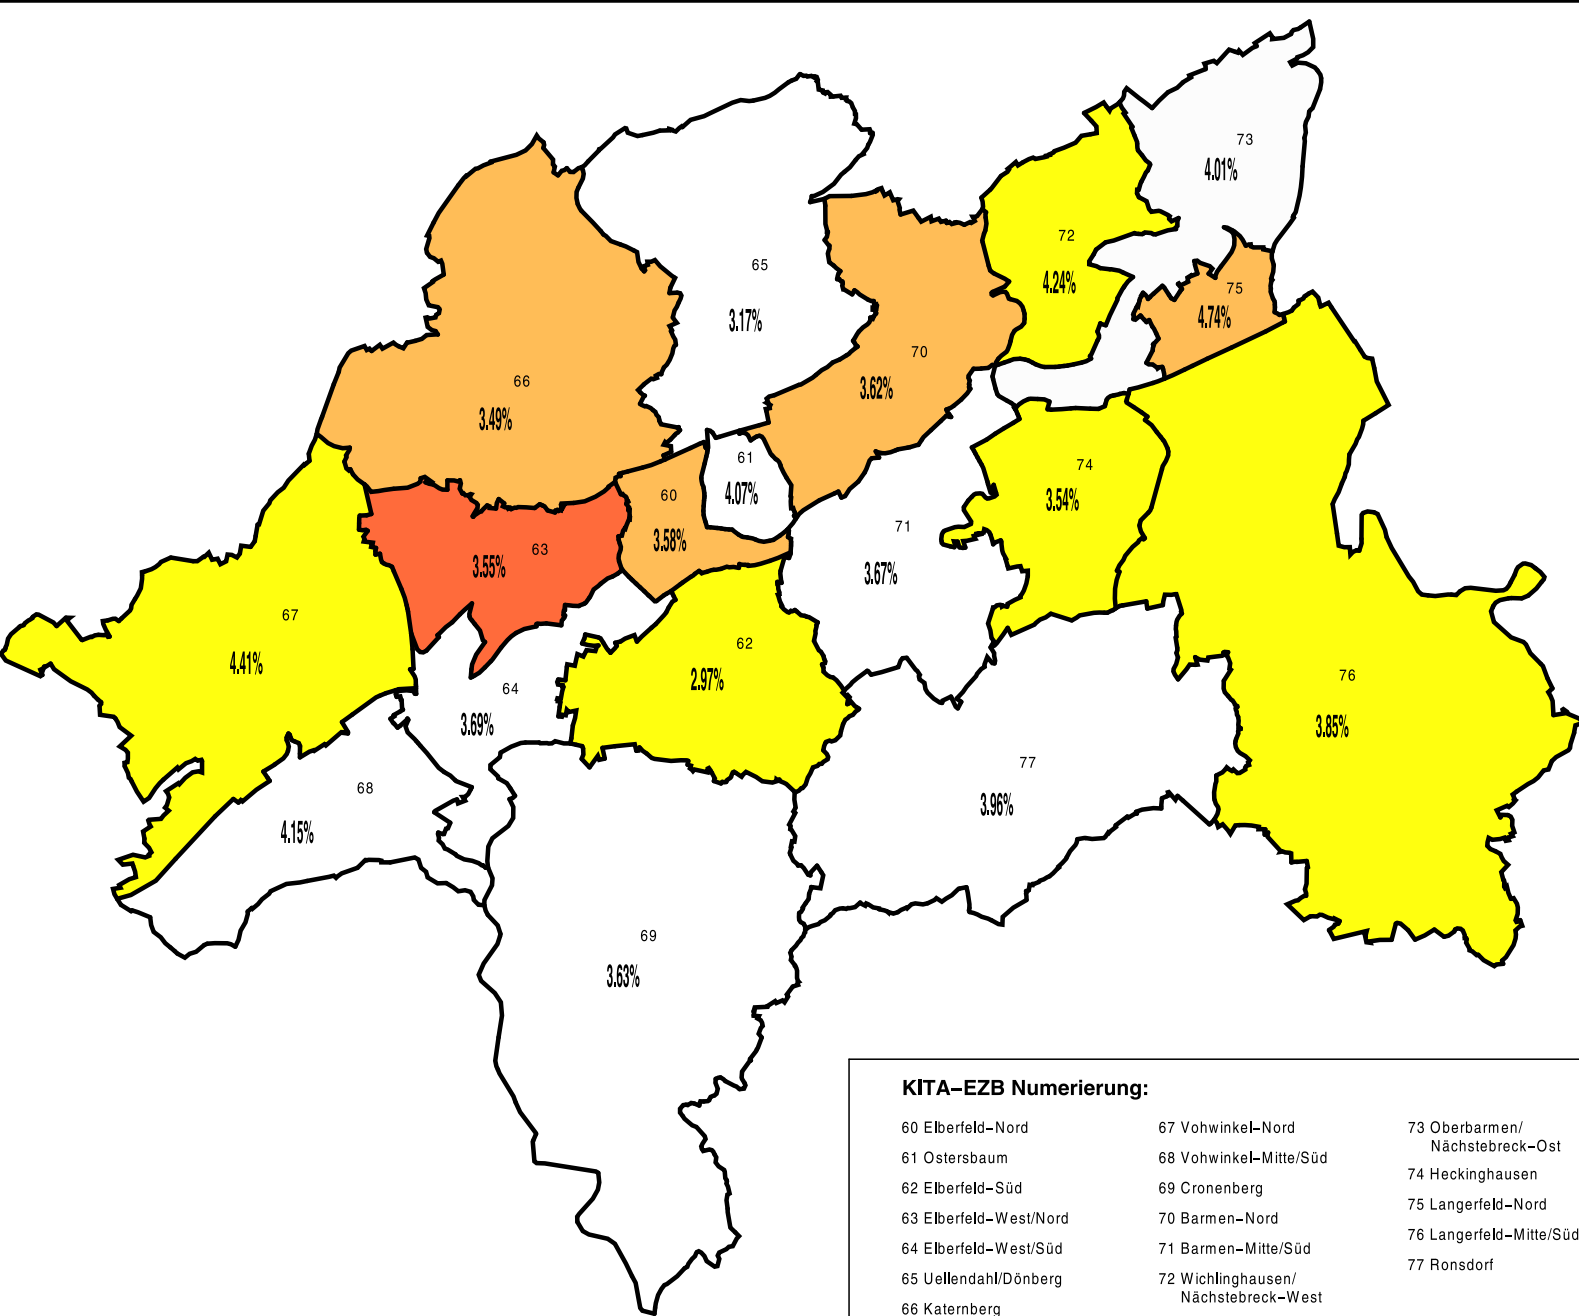 73
4.01%
72
4.24%
65
3.17%
75
4.74%
70
3.62%
66
3.49%
61
4.07%
60
3.58%
74
3.54%
71
3.67%
63
3.55%
67
4.41%
62
2.97%
64
3.69%
76
3.85%
77
3.96%
68
4.15%
69
3.63%
KITA–EZB Numerierung:
60 Elberfeld–Nord
61 Ostersbaum
62 Elberfeld–Süd
63 Elberfeld–West/Nord
64 Elberfeld–West/Süd
65 Uellendahl/Dönberg
66 Katernberg
67 Vohwinkel–Nord
68 Vohwinkel–Mitte/Süd
69 Cronenberg
70 Barmen–Nord
71 Barmen–Mitte/Süd
72 Wichlinghausen/
Nächstebreck–West
73 Oberbarmen/
Nächstebreck–Ost
74 Heckinghausen
75 Langerfeld–Nord
76 Langerfeld–Mitte/Süd
77 Ronsdorf